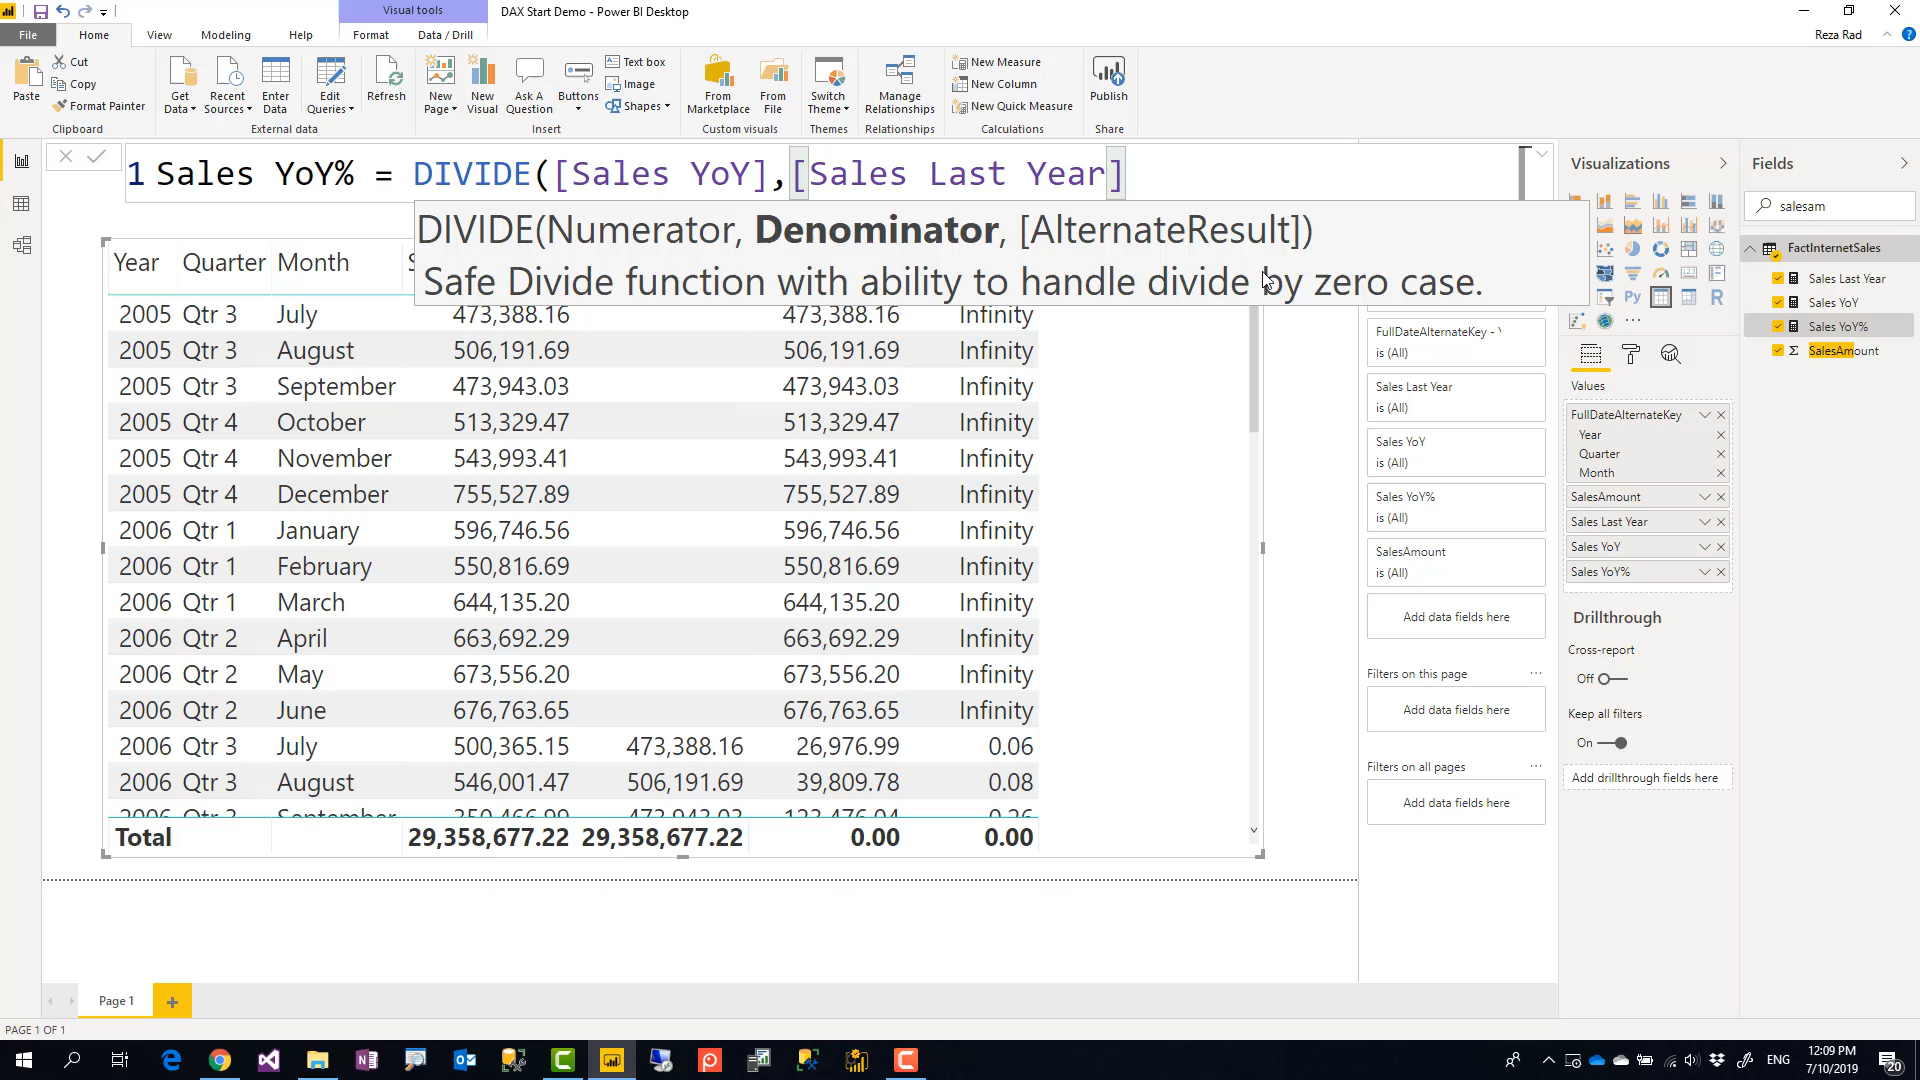 Visual tools
DAX Start Demo - Power BI Desktop
File
Home
View
Modeling
Help
Format
Data / Drill
Reza Rad
Paste
Cut
Copy
Format Painter
Clipboard
Get Data
Recent Sources
Enter Data
Edit Queries
Refresh
External data
New Page
New Visual
Ask A Question
Buttons
Text box
Image
Shapes
Insert
From Marketplace
From File
Custom visuals
Switch Theme
Themes
Manage Relationships
Relationships
New Measure
New Column
New Quick Measure
Calculations
Publish
Share
1 Sales YoY% = DIVIDE([Sales YoY],[Sales Last Year]
DIVIDE(Numerator, Denominator, [AlternateResult])
Safe Divide function with ability to handle divide by zero case.
Year Quarter Month
2005 Qtr 3 July 473,388.16 473,388.16 Infinity
2005 Qtr 3 August 506,191.69 506,191.69 Infinity
2005 Qtr 3 September 473,943.03 473,943.03 Infinity
2005 Qtr 4 October 513,329.47 513,329.47 Infinity
2005 Qtr 4 November 543,993.41 543,993.41 Infinity
2005 Qtr 4 December 755,527.89 755,527.89 Infinity
2006 Qtr 1 January 596,746.56 596,746.56 Infinity
2006 Qtr 1 February 550,816.69 550,816.69 Infinity
2006 Qtr 1 March 644,135.20 644,135.20 Infinity
2006 Qtr 2 April 663,692.29 663,692.29 Infinity
2006 Qtr 2 May 673,556.20 673,556.20 Infinity
2006 Qtr 2 June 676,763.65 676,763.65 Infinity
2006 Qtr 3 July 500,365.15 473,388.16 26,976.99 0.06
2006 Qtr 3 August 546,001.47 506,191.69 39,809.78 0.08
2006 Qtr 3 September 350,466.99 473,943.03 123,476.04 0.26
Total 29,358,677.22 29,358,677.22 0.00 0.00
FullDateAlternateKey -
is (All)
Sales Last Year
is (All)
Sales YoY
is (All)
Sales YoY%
is (All)
SalesAmount
is (All)
Add data fields here
Filters on this page
Add data fields here
Filters on all pages
Add data fields here
Visualizations
Py
R
Values
FullDateAlternateKey
Year
Quarter
Month
SalesAmount
Sales Last Year
Sales YoY
Sales YoY%
Drillthrough
Cross-report
Off
Keep all filters
On
Add drillthrough fields here
Fields
salesam
FactInternetSales
Sales Last Year
Sales YoY
Sales YoY%
SalesAmount
Page 1
PAGE 1 OF 1
ENG
12:09 PM
7/10/2019
20